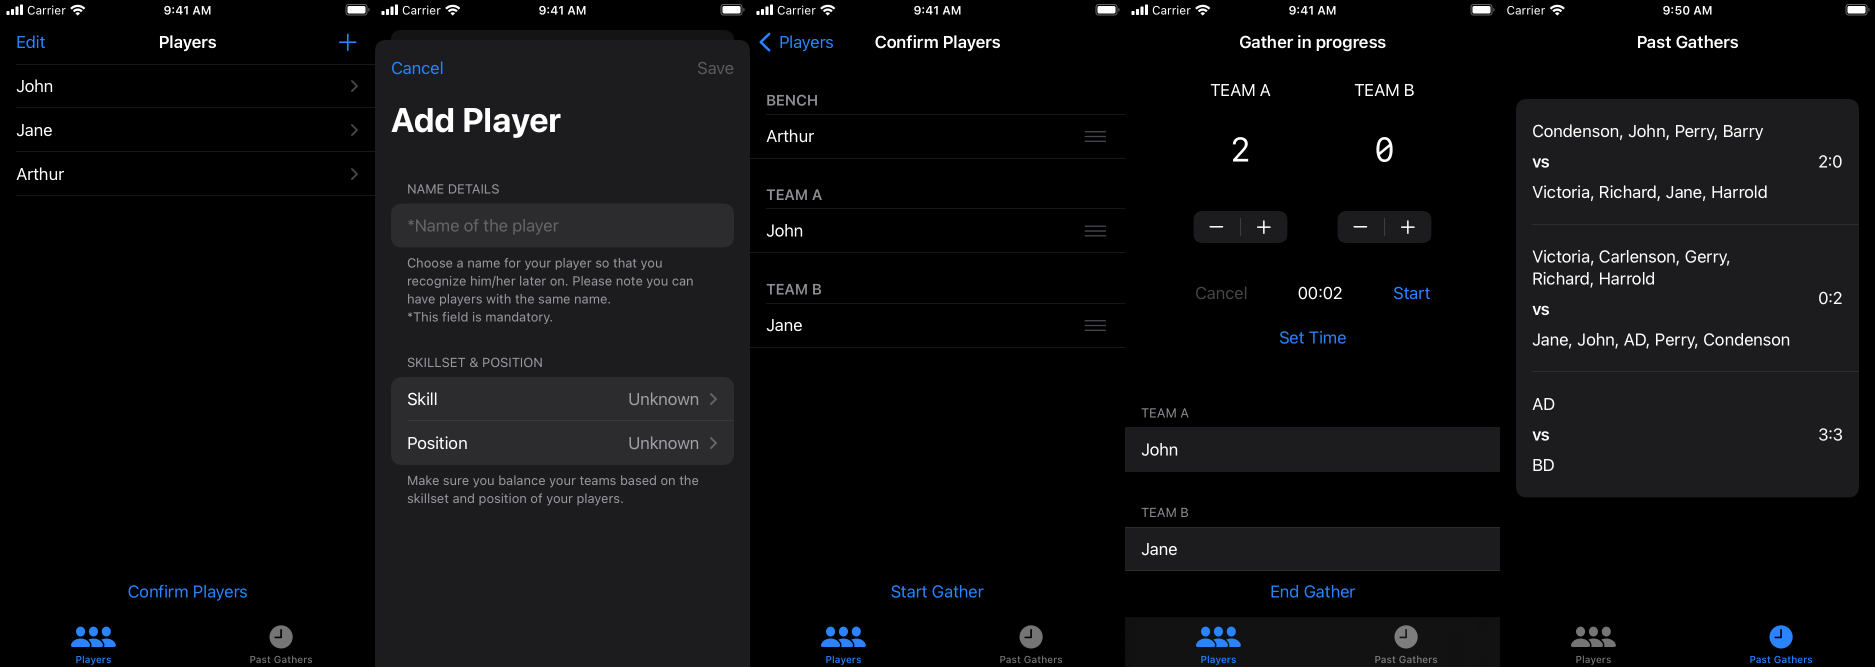 Carrier 9:41 AM
Edit Players
John
Jane
Arthur
Confirm Players
Players Past Gathers
Carrier 9:41 AM
Cancel Save
Add Player
NAME DETAILS
*Name of the player
Choose a name for your player so that you
recognize him/her later on. Please note you can
have players with the same name.
*This field is mandatory.
SKILLSET & POSITION
Skill Unknown
Position Unknown
Make sure you balance your teams based on the
skillset and position of your players.
Carrier 9:41 AM
Players Confirm Players
BENCH
Arthur
TEAM A
John
TEAM B
Jane
Start Gather
Players Past Gathers
Carrier 9:41 AM
Gather in progress
TEAM A TEAM B
2 0
Cancel 00:02 Start
Set Time
TEAM A
John
TEAM B
Jane
End Gather
Players Past Gathers
Carrier 9:50 AM
Past Gathers
Condenson, John, Perry, Barry
vs 2:0
Victoria, Richard, Jane, Harrold
Victoria, Carlenson, Gerry,
Richard, Harrold
vs 0:2
Jane, John, AD, Perry, Condenson
AD
vs 3:3
BD
Players Past Gathers